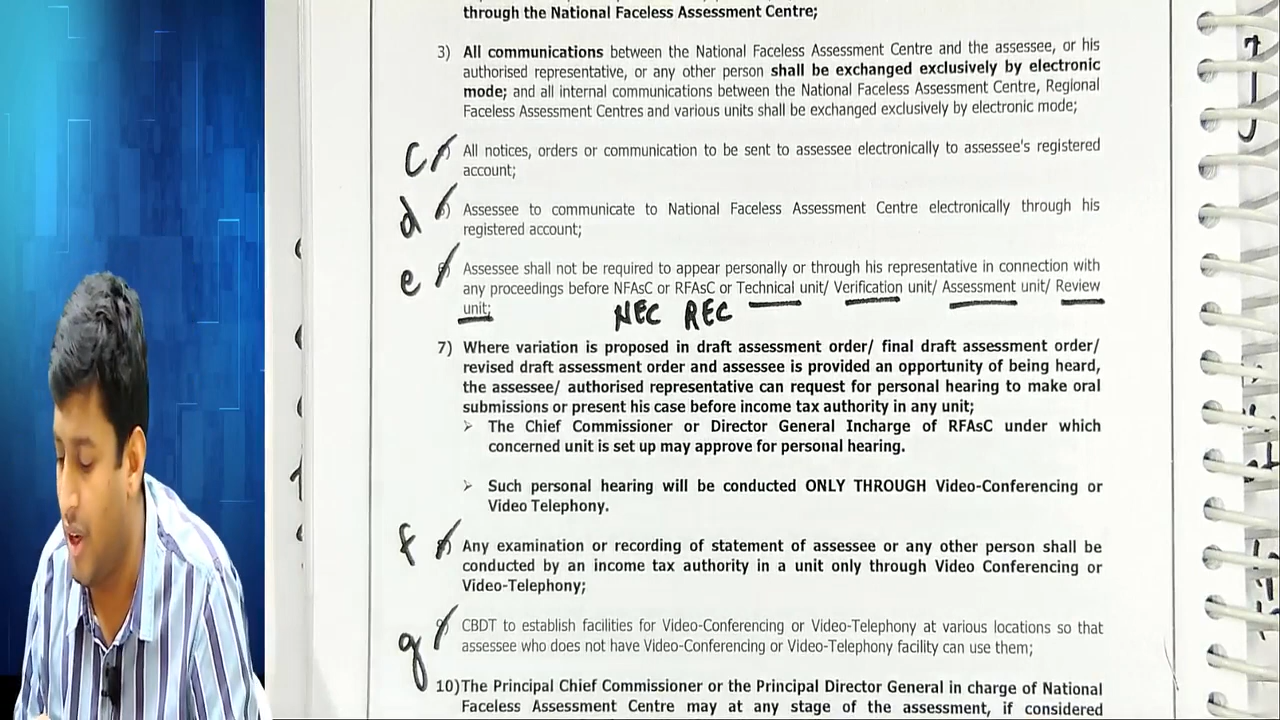 through the National Faceless Assessment Centre;
3) All communications between the National Faceless Assessment Centre and the assessee, or his
authorised representative, or any other person shall be exchanged exclusively by electronic
mode; and all internal communications between the National Faceless Assessment Centre, Regional
Faceless Assessment Centres and various units shall be exchanged exclusively by electronic mode;
c) All notices, orders or communication to be sent to assessee electronically to assessee's registered
account;
d) Assessee to communicate to National Faceless Assessment Centre electronically through his
registered account;
e) Assessee shall not be required to appear personally or through his representative in connection with
any proceedings before NFAsC or RFAsC or Technical unit/ Verification unit/ Assessment unit/ Review
unit;
NEC REC
7) Where variation is proposed in draft assessment order/ final draft assessment order/
revised draft assessment order and assessee is provided an opportunity of being heard,
the assessee/ authorised representative can request for personal hearing to make oral
submissions or present his case before income tax authority in any unit;
➢ The Chief Commissioner or Director General Incharge of RFAsC under which
concerned unit is set up may approve for personal hearing.
➢ Such personal hearing will be conducted ONLY THROUGH Video-Conferencing or
Video Telephony.
f) Any examination or recording of statement of assessee or any other person shall be
conducted by an income tax authority in a unit only through Video Conferencing or
Video-Telephony;
g) CBDT to establish facilities for Video-Conferencing or Video-Telephony at various locations so that
assessee who does not have Video-Conferencing or Video-Telephony facility can use them;
10)The Principal Chief Commissioner or the Principal Director General in charge of National
Faceless Assessment Centre may at any stage of the assessment, if considered